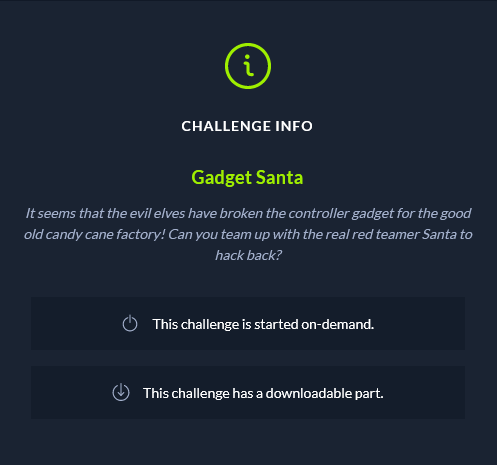 CHALLENGE INFO
Gadget Santa
It seems that the evil elves have broken the controller gadget for the good
old candy cane factory! Can you team up with the real red teamer Santa to
hack back?
This challenge is started on-demand.
This challenge has a downloadable part.